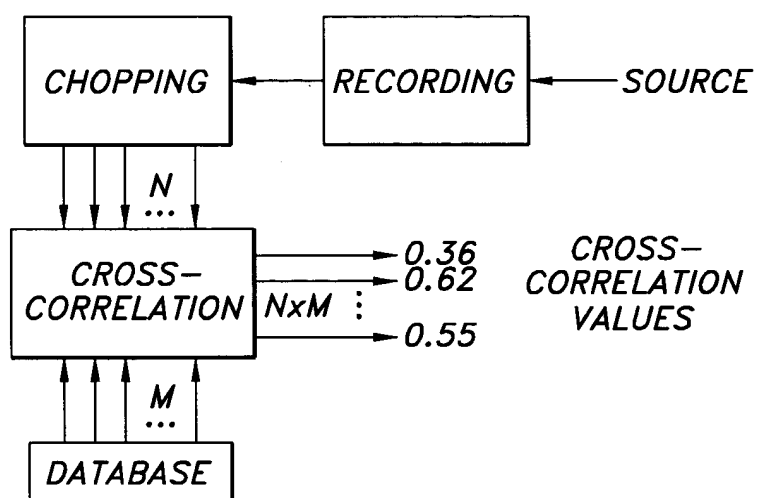 CHOPPING
RECORDING
SOURCE
N
...
CROSS-
CORRELATION
NxM
⋮
0.36
0.62
0.55
CROSS-
CORRELATION
VALUES
M
...
DATABASE